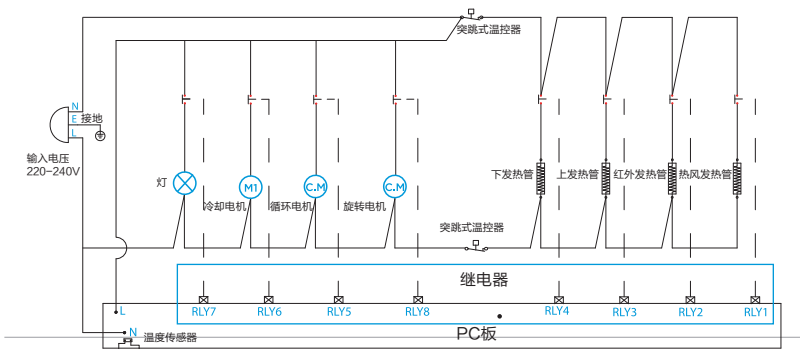 突跳式温控器
N
E 接地
L
输入电压
220-240V
灯
M1
C.M
C.M
冷却电机
循环电机
旋转电机
下发热管
上发热管
红外发热管
热风发热管
突跳式温控器
继电器
RLY7
RLY6
RLY5
RLY8
RLY4
RLY3
RLY2
RLY1
L
N
PC板
温度传感器